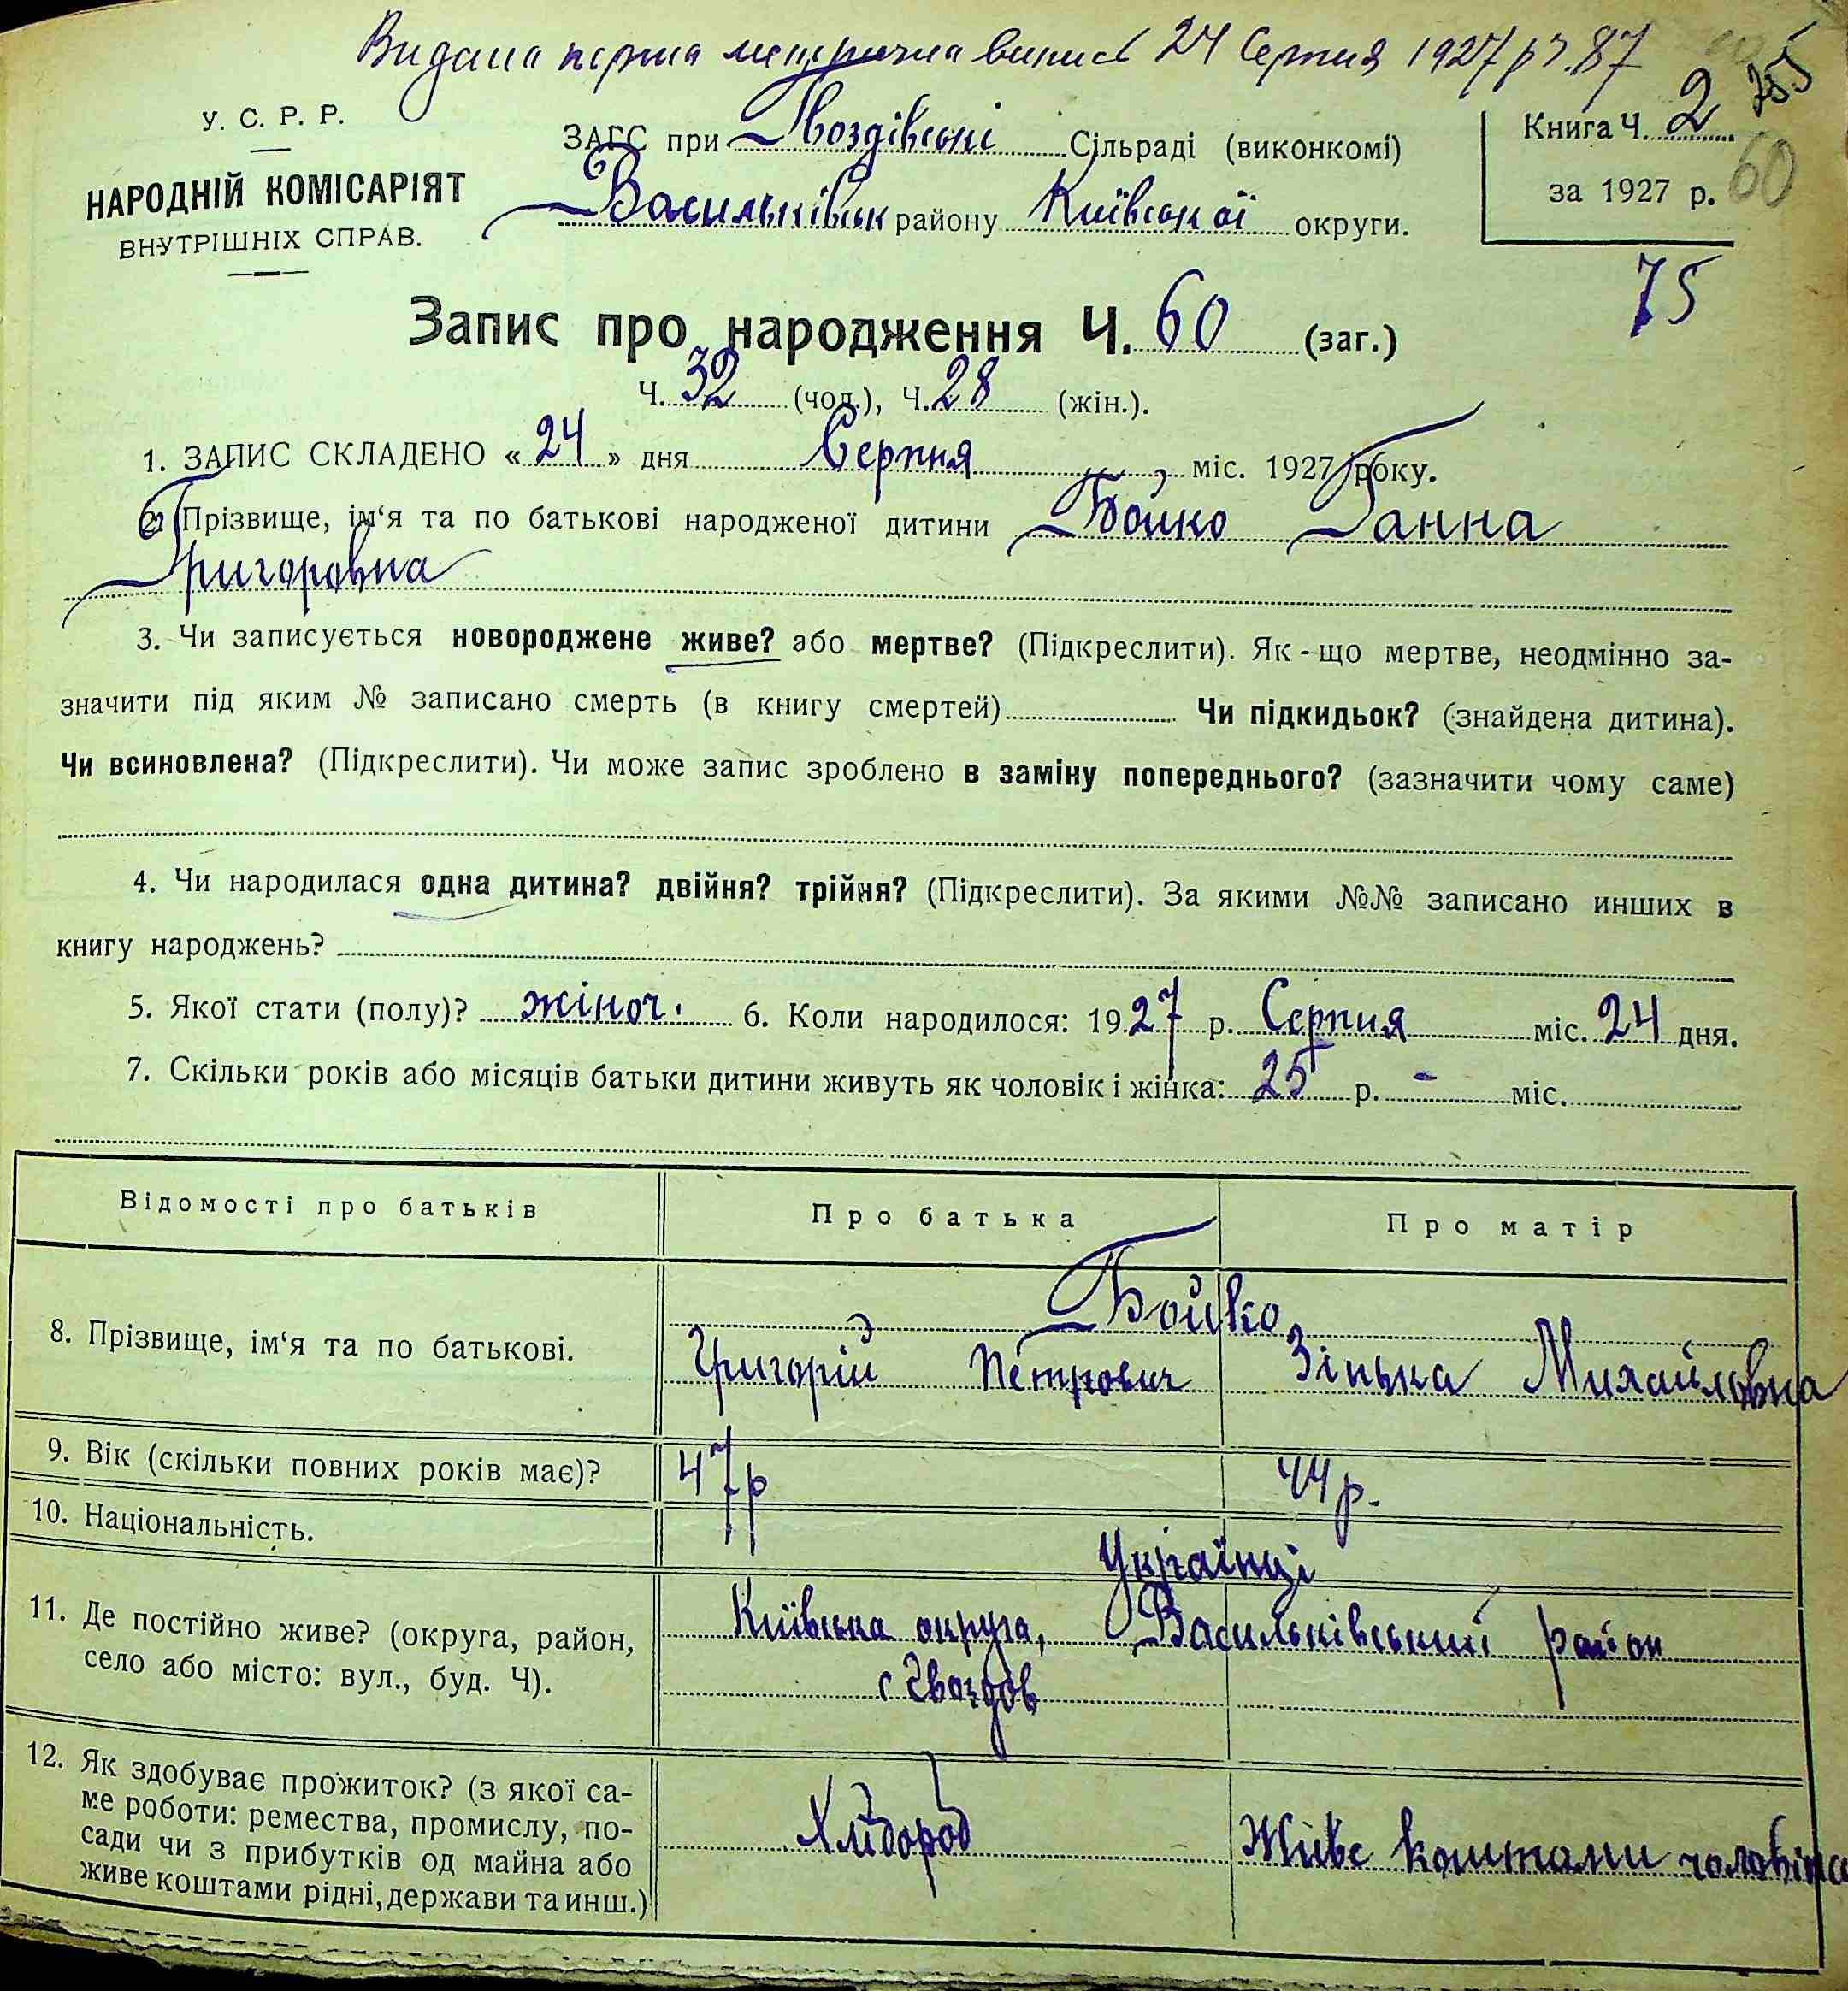 Видана перша метрична випись 24 Серпня 1927 р ч. 87
255
У. С. Р. Р.
НАРОДНІЙ КОМІСАРІЯТ
ВНУТРІШНІХ СПРАВ.
ЗАГС при Гвоздівські Сільраді (виконкомі)
Васильківськ району Київської округи.
Книга Ч. 2
за 1927 р.
60
75
Запис про народження Ч. 60 (заг.)
Ч. 32 (чол.), Ч. 28 (жін.).
1. ЗАПИС СКЛАДЕНО « 24 » дня Серпня міс. 1927 року.
2. Прізвище, ім‘я та по батькові народженої дитини Бойко Ганна
Григоровна
3. Чи записується новороджене живе? або мертве? (Підкреслити). Як-що мертве, неодмінно за-
значити під яким № записано смерть (в книгу смертей) Чи підкидьок? (знайдена дитина).
Чи всиновлена? (Підкреслити). Чи може запис зроблено в заміну попереднього? (зазначити чому саме)
4. Чи народилася одна дитина? двійня? трійня? (Підкреслити). За якими №№ записано инших в
книгу народжень?
5. Якої стати (полу)? жіноч. 6. Коли народилося: 1927 р. Серпня міс. 24 дня.
7. Скільки років або місяців батьки дитини живуть як чоловік і жінка: 25 р. - міс.
Відомості про батьків Про батька Про матір
Бойко
8. Прізвище, ім‘я та по батькові. Григорій Петрович Зінька Михайловна
9. Вік (скільки повних років має)? 47 р 44 р.
10. Національність. Українці
11. Де постійно живе? (округа, район, Київська округа, Васильківський район
село або місто: вул., буд. Ч). с Гвоздов
12. Як здобуває прожиток? (з якої са-
ме роботи: ремества, промислу, по- Хлібороб Живе коштами чоловіка
сади чи з прибутків од майна або
живе коштами рідні, держави та инш.)